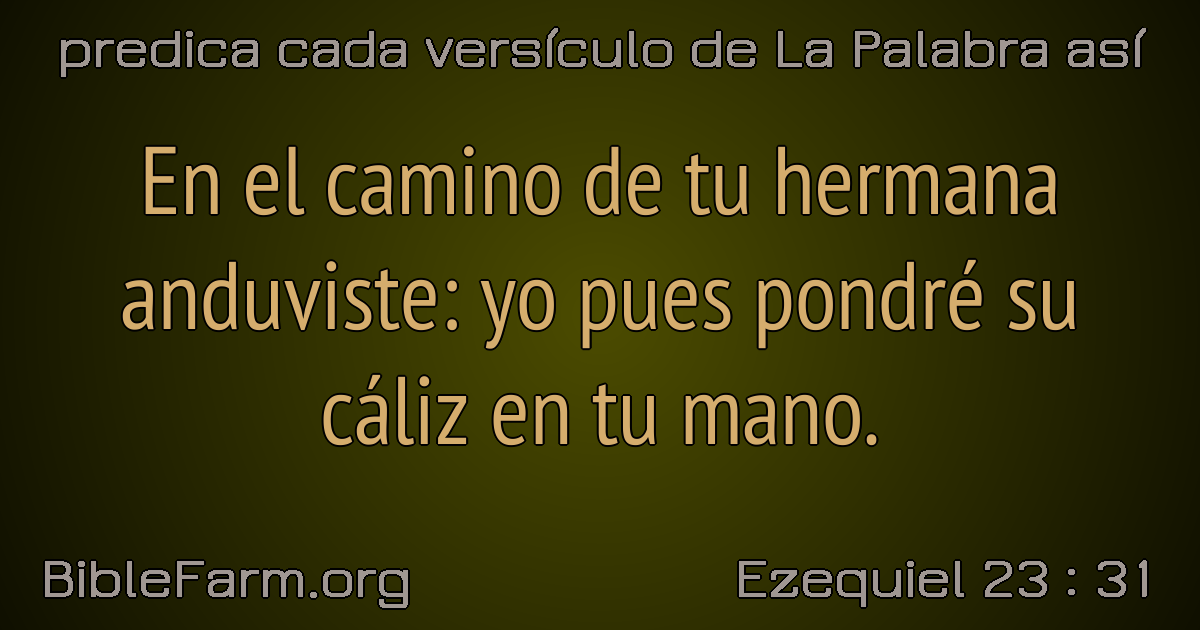 predica cada versículo de La Palabra así
En el camino de tu hermana
anduviste: yo pues pondré su
cáliz en tu mano.
BibleFarm.org
Ezequiel 23 : 31